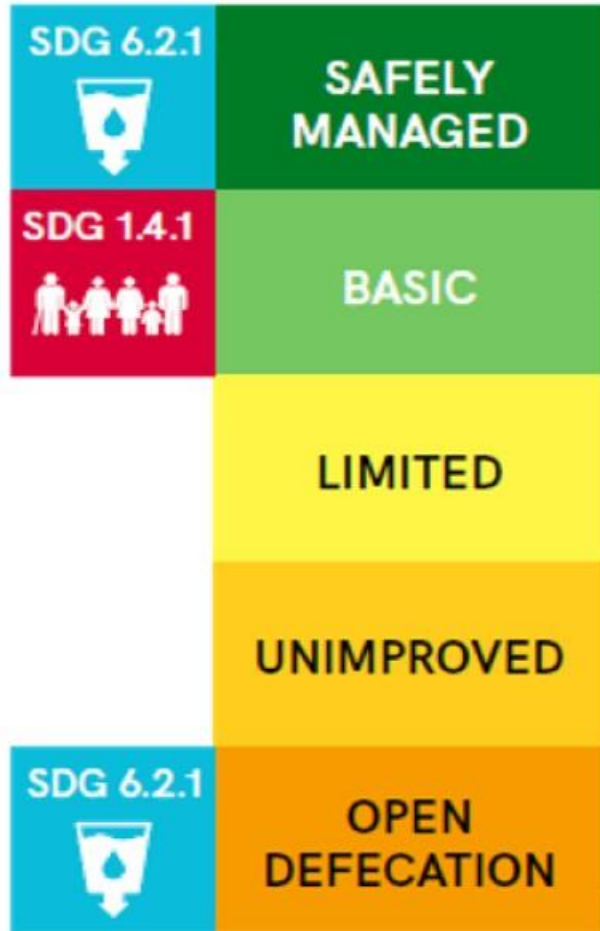 SDG 6.2.1
SAFELY
MANAGED
SDG 1.4.1
BASIC
LIMITED
UNIMPROVED
SDG 6.2.1
OPEN
DEFECATION